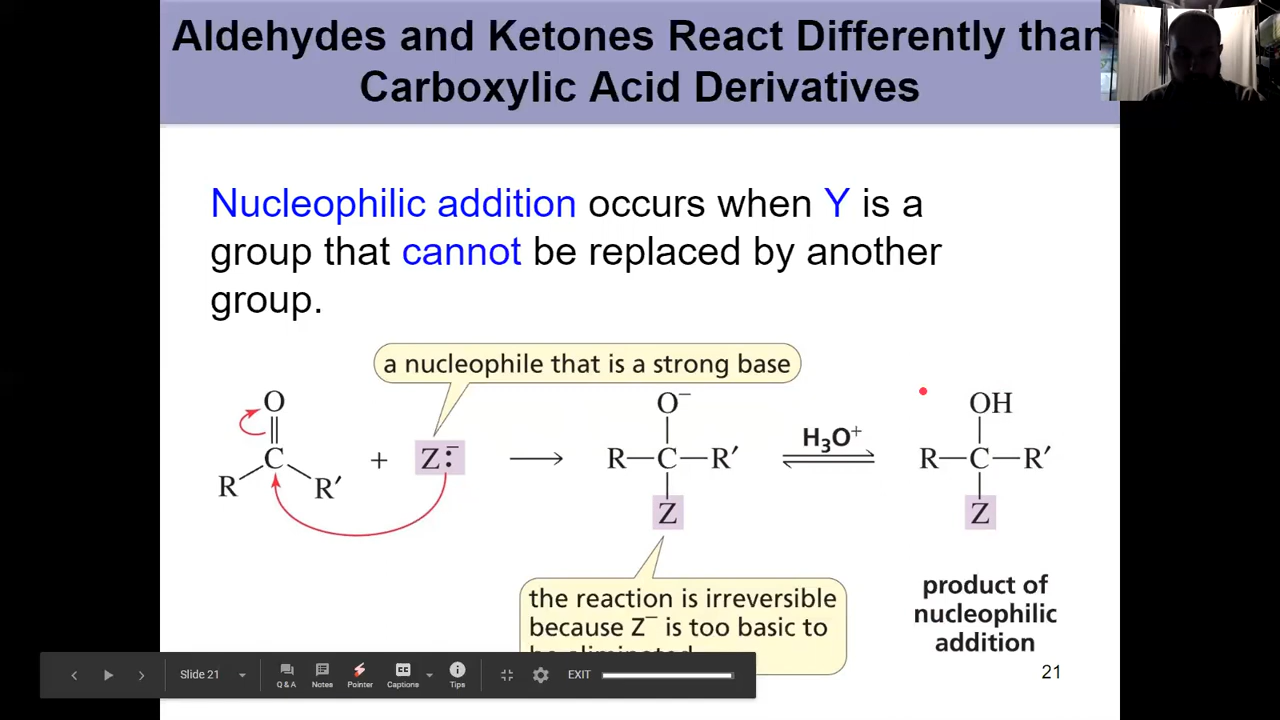 Aldehydes and Ketones React Differently than
Carboxylic Acid Derivatives
Nucleophilic addition occurs when Y is a
group that cannot be replaced by another
group.
a nucleophile that is a strong base
O
C
R
R′
+
Z:⁻
O⁻
R—C—R′
Z
H₃O⁺
OH
R—C—R′
Z
the reaction is irreversible
because Z⁻ is too basic to
product of
nucleophilic
addition
Slide 21
Q & A
Notes
Pointer
Captions
Tips
EXIT
21